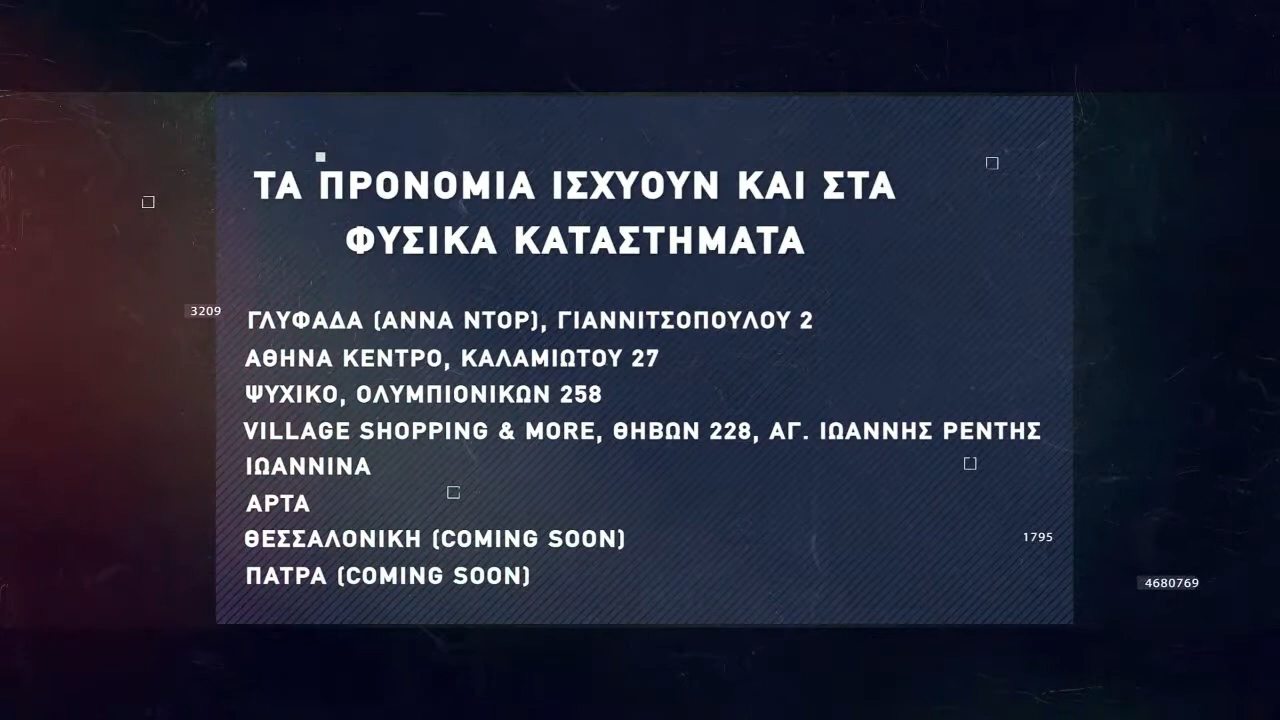 ΤΑ ΠΡΟΝΟΜΙΑ ΙΣΧΥΟΥΝ ΚΑΙ ΣΤΑ
ΦΥΣΙΚΑ ΚΑΤΑΣΤΗΜΑΤΑ
3209
ΓΛΥΦΑΔΑ (ΑΝΝΑ ΝΤΟΡ), ΓΙΑΝΝΙΤΣΟΠΟΥΛΟΥ 2
ΑΘΗΝΑ ΚΕΝΤΡΟ, ΚΑΛΑΜΙΩΤΟΥ 27
ΨΥΧΙΚΟ, ΟΛΥΜΠΙΟΝΙΚΩΝ 258
VILLAGE SHOPPING & MORE, ΘΗΒΩΝ 228, ΑΓ. ΙΩΑΝΝΗΣ ΡΕΝΤΗΣ
ΙΩΑΝΝΙΝΑ
ΑΡΤΑ
ΘΕΣΣΑΛΟΝΙΚΗ (COMING SOON)
1795
ΠΑΤΡΑ (COMING SOON)
4680769